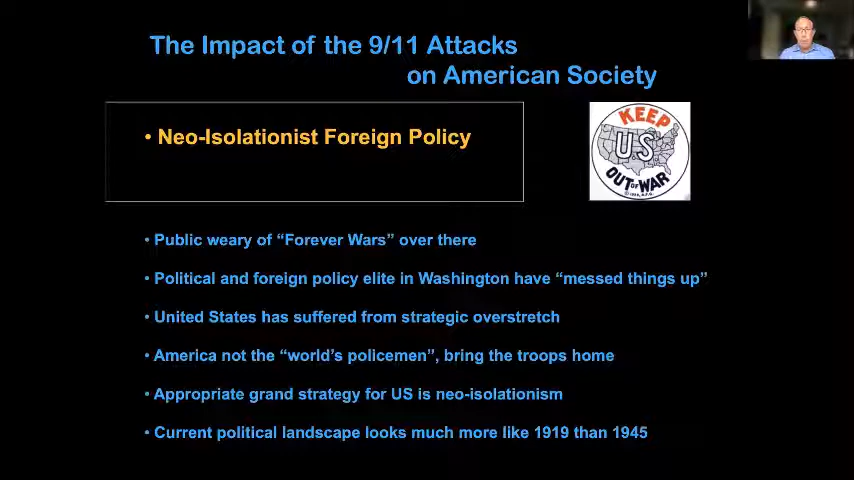 The Impact of the 9/11 Attacks
on American Society
• Neo-Isolationist Foreign Policy
KEEP
U.S
OUT OF WAR
• Public weary of “Forever Wars” over there
• Political and foreign policy elite in Washington have “messed things up”
• United States has suffered from strategic overstretch
• America not the “world’s policemen”, bring the troops home
• Appropriate grand strategy for US is neo-isolationism
• Current political landscape looks much more like 1919 than 1945